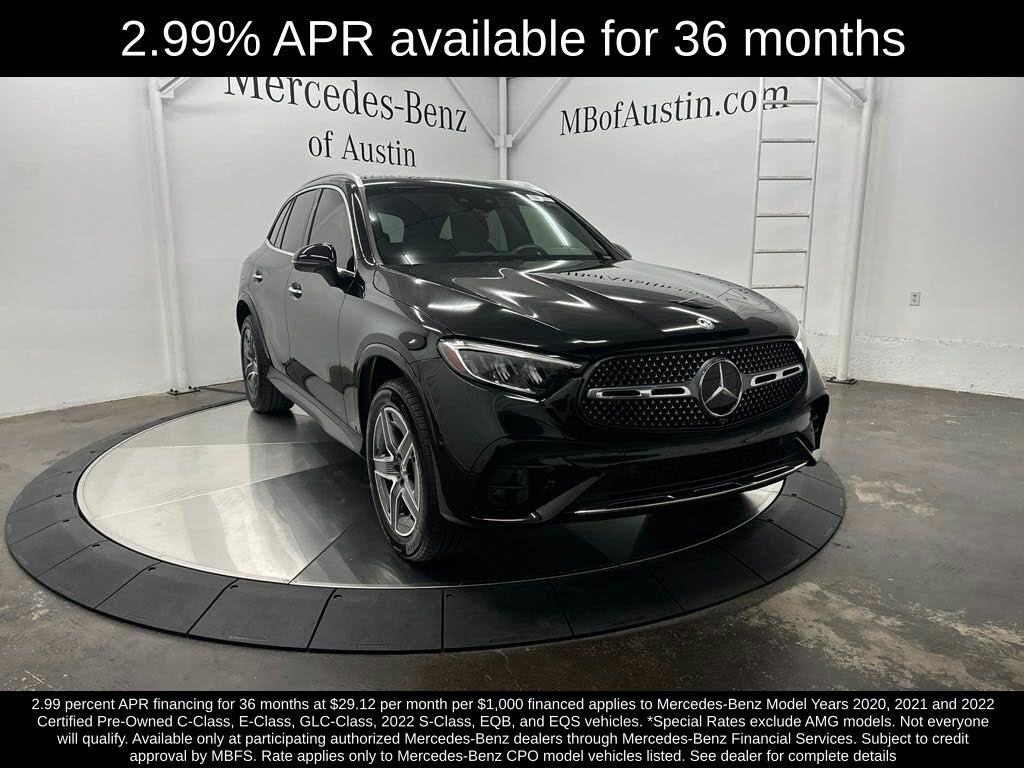 2.99% APR available for 36 months
Mercedes-Benz
of Austin
MBofAustin.com
2.99 percent APR financing for 36 months at $29.12 per month per $1,000 financed applies to Mercedes-Benz Model Years 2020, 2021 and 2022
Certified Pre-Owned C-Class, E-Class, GLC-Class, 2022 S-Class, EQB, and EQS vehicles. *Special Rates exclude AMG models. Not everyone
will qualify. Available only at participating authorized Mercedes-Benz dealers through Mercedes-Benz Financial Services. Subject to credit
approval by MBFS. Rate applies only to Mercedes-Benz CPO model vehicles listed. See dealer for complete details